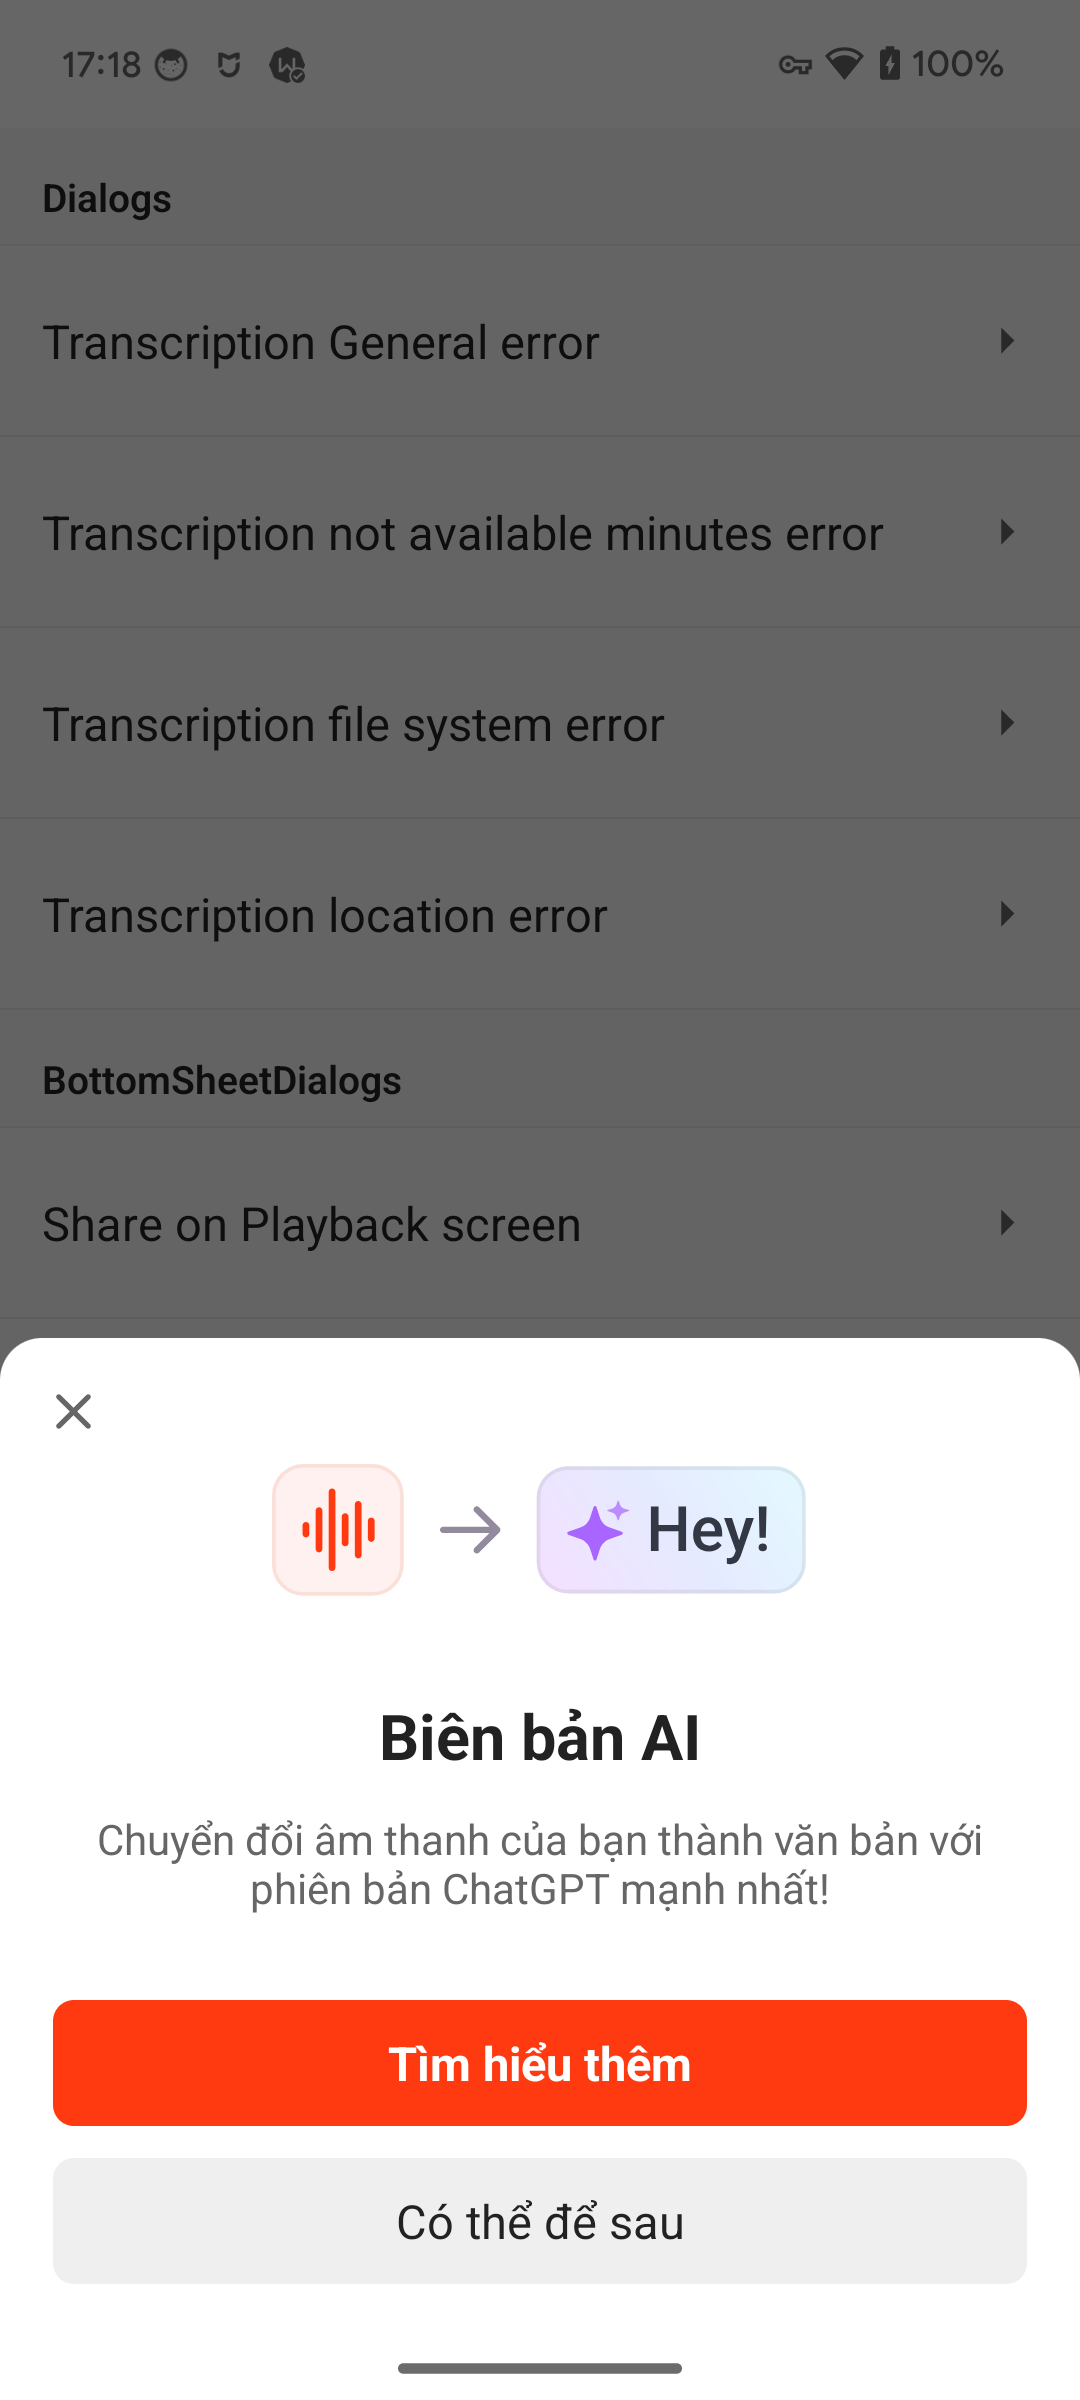 17:18
100%
Dialogs
Transcription General error
Transcription not available minutes error
Transcription file system error
Transcription location error
BottomSheetDialogs
Share on Playback screen
Hey!
Biên bản AI
Chuyển đổi âm thanh của bạn thành văn bản với
phiên bản ChatGPT mạnh nhất!
Tìm hiểu thêm
Có thể để sau